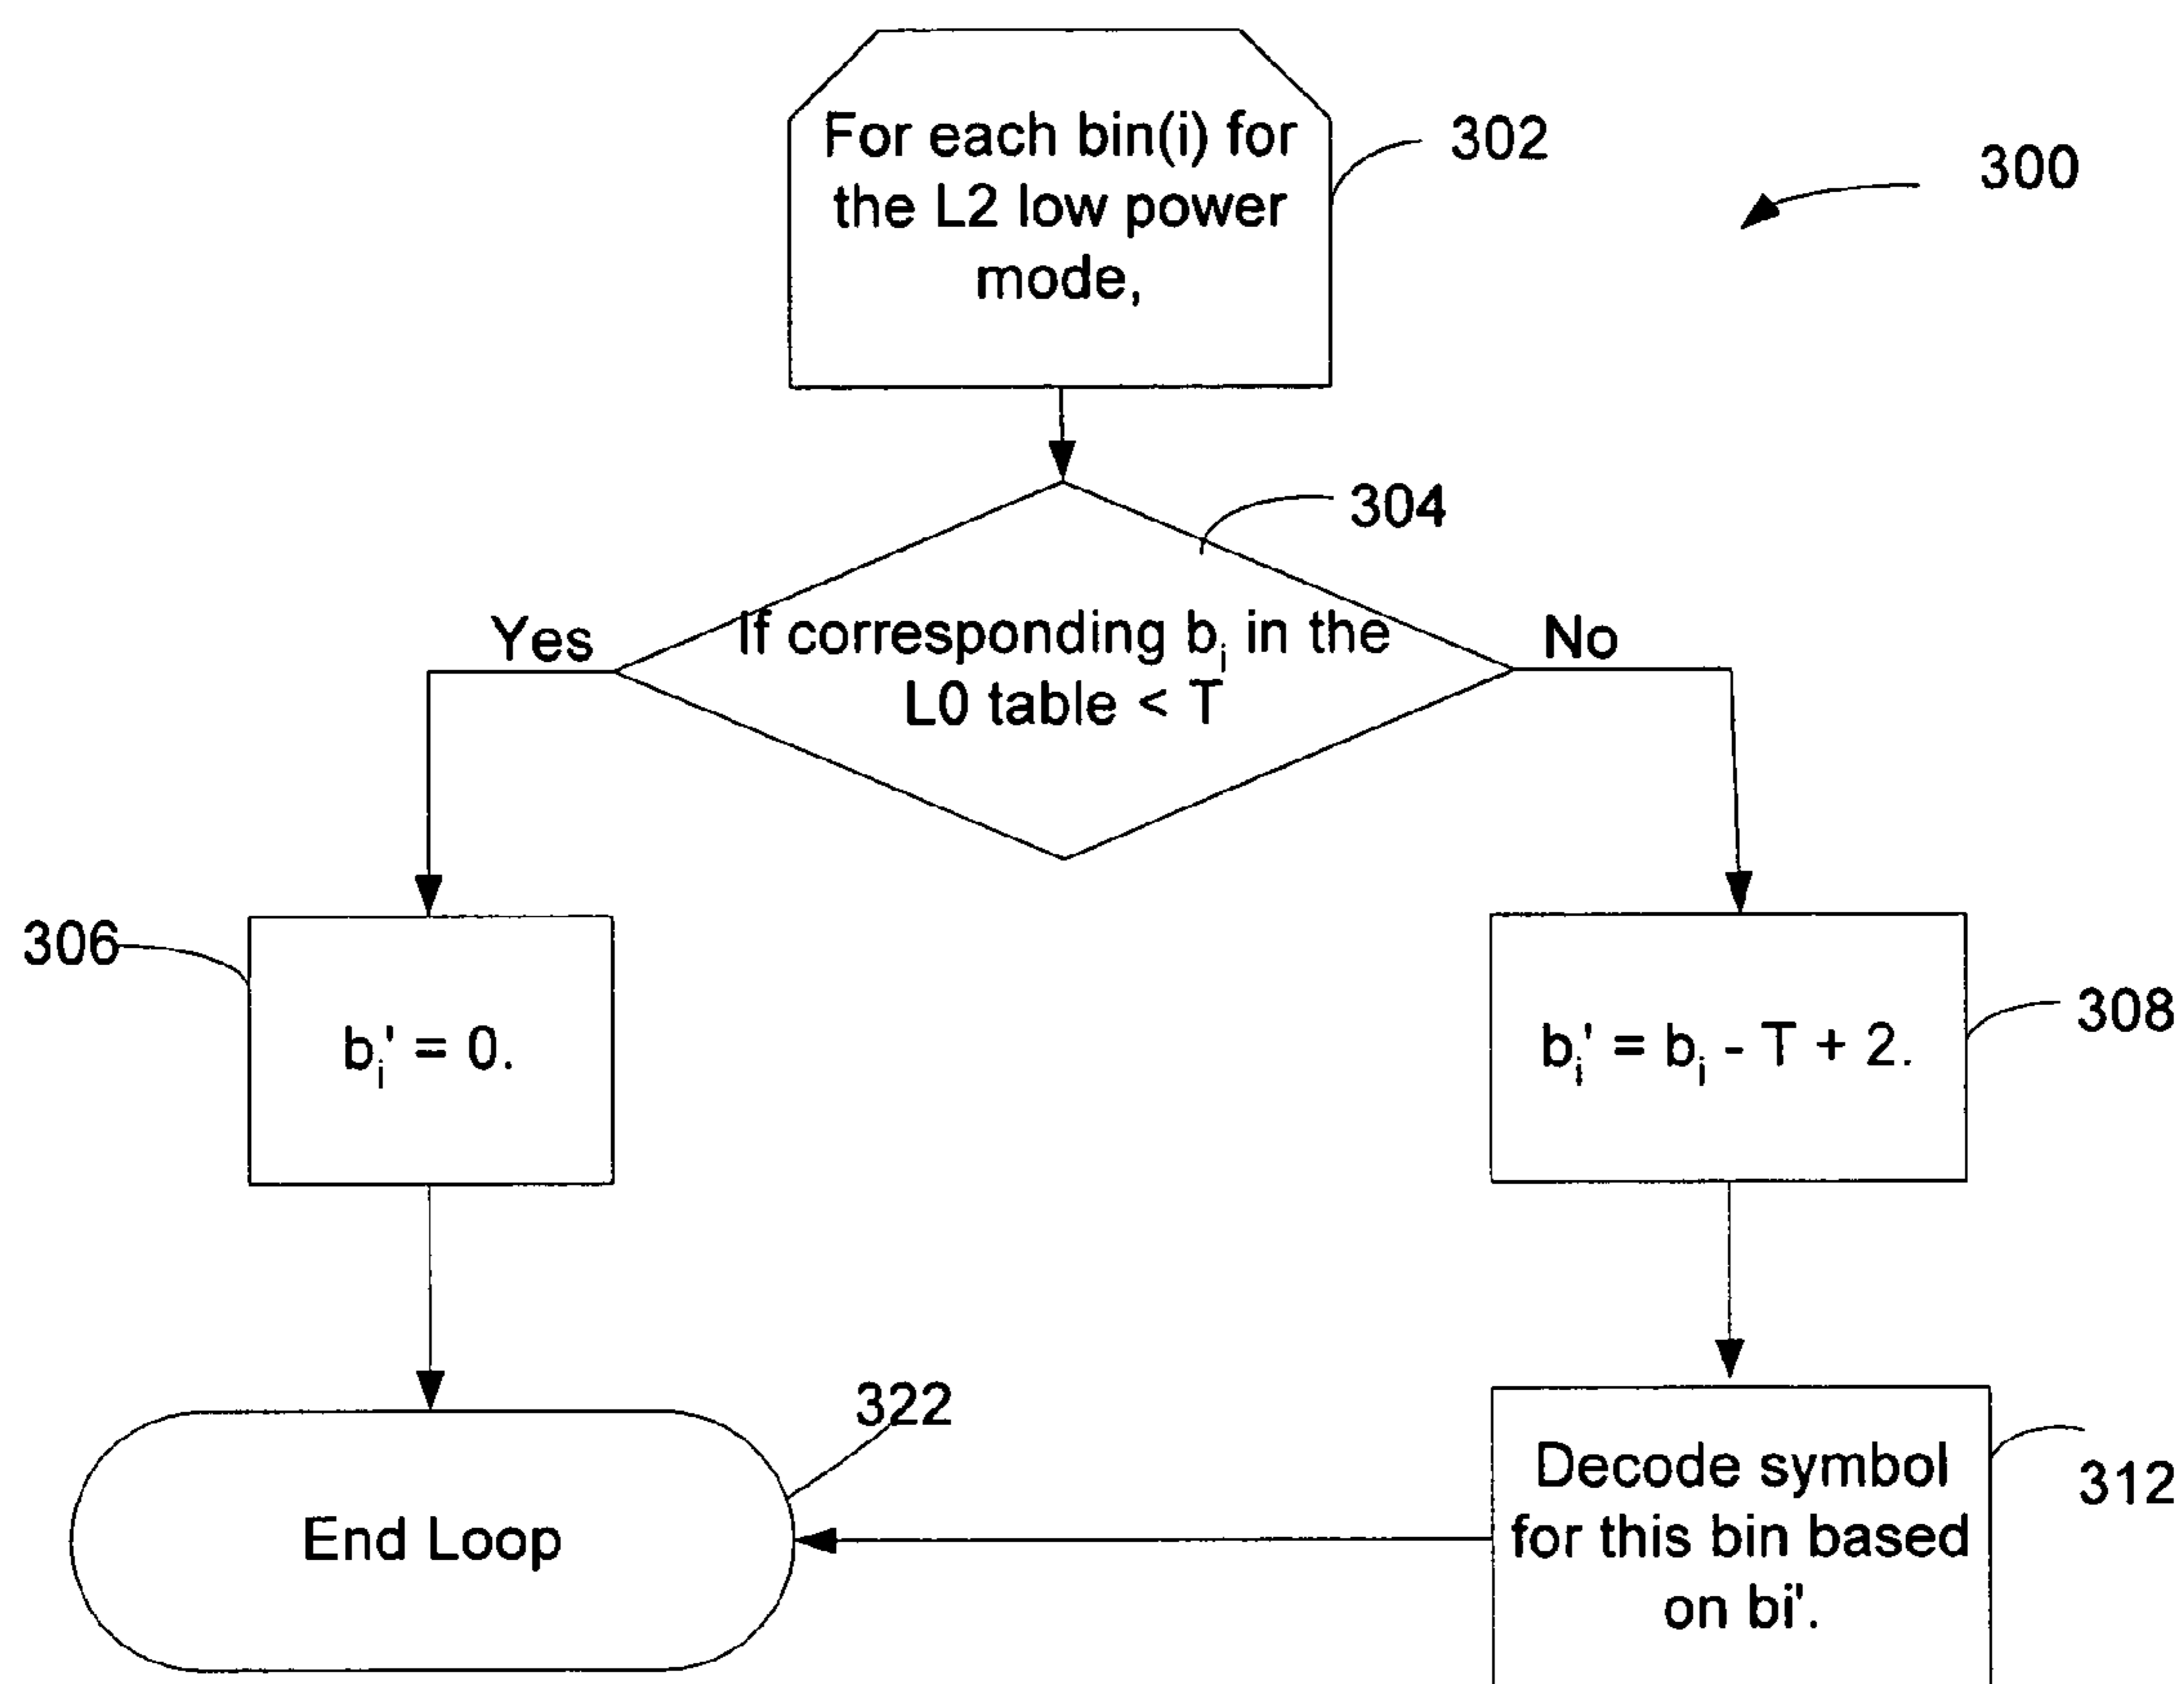 For each bin(i) for
the L2 low power
mode,
302
300
304
If corresponding bi in the
L0 table < T
Yes
No
306
bi' = 0.
308
bi' = bi - T + 2.
322
End Loop
312
Decode symbol
for this bin based
on bi'.